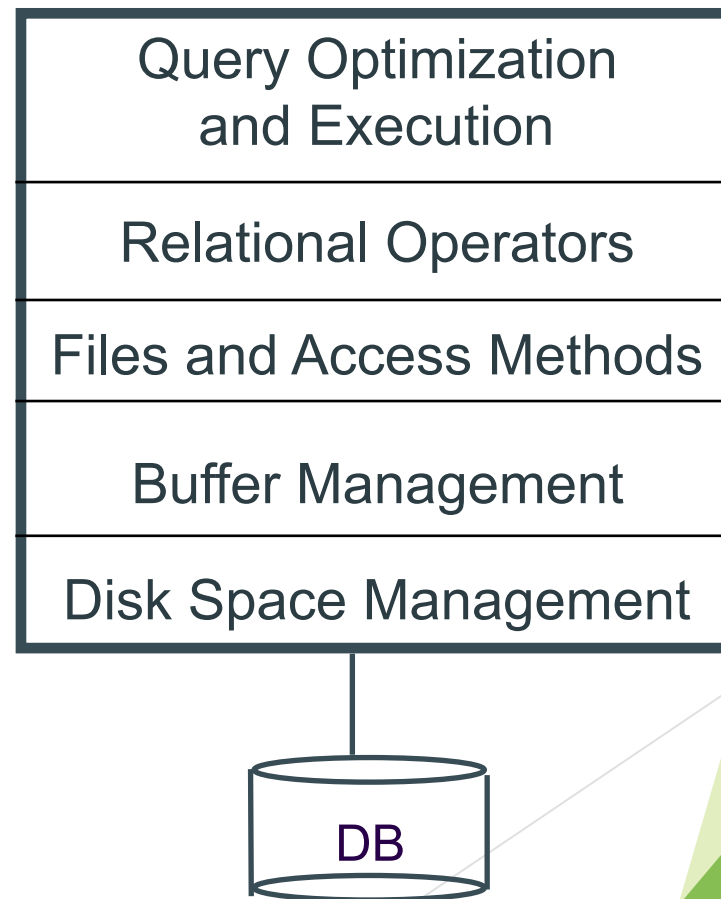 Query Optimization
and Execution
Relational Operators
Files and Access Methods
Buffer Management
Disk Space Management
DB